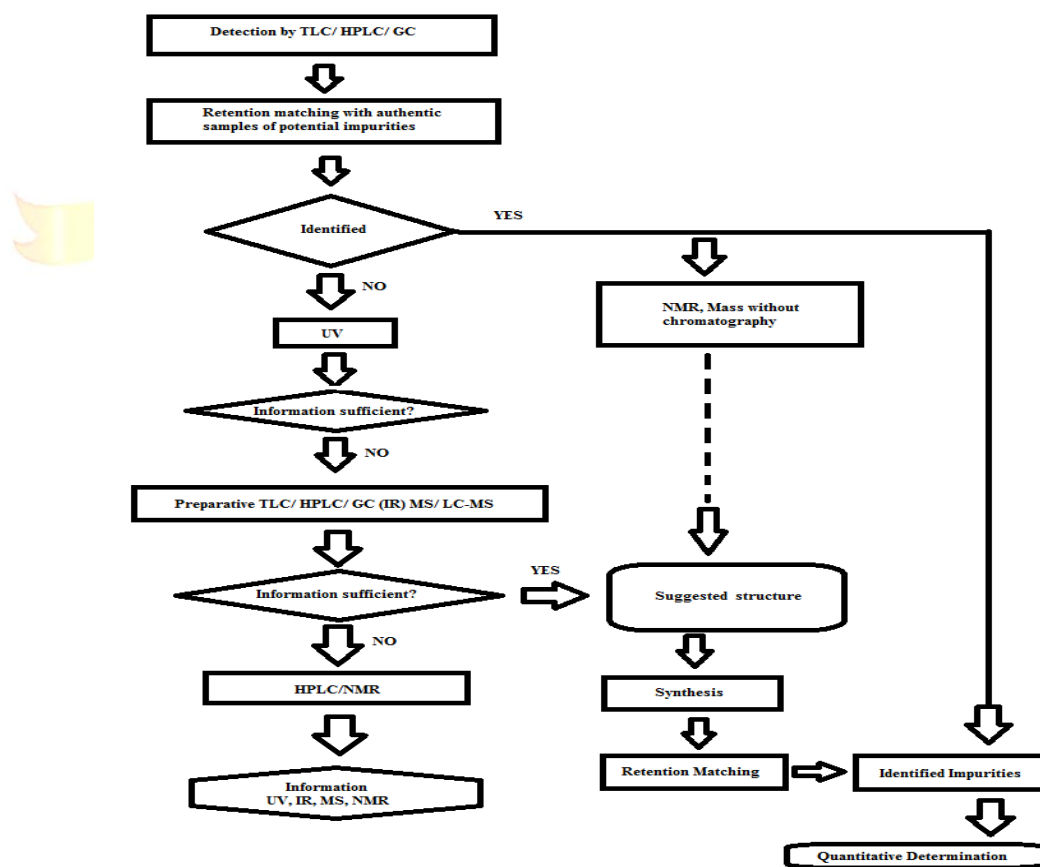 Detection by TLC/ HPLC/ GC
Retention matching with authentic
samples of potential impurities
Identified
YES
NO
NMR, Mass without
chromatography
UV
Information sufficient?
NO
Preparative TLC/ HPLC/ GC (IR) MS/ LC-MS
Information sufficient?
YES
Suggested structure
NO
HPLC/NMR
Synthesis
Retention Matching
Identified Impurities
Information
UV, IR, MS, NMR
Quantitative Determination